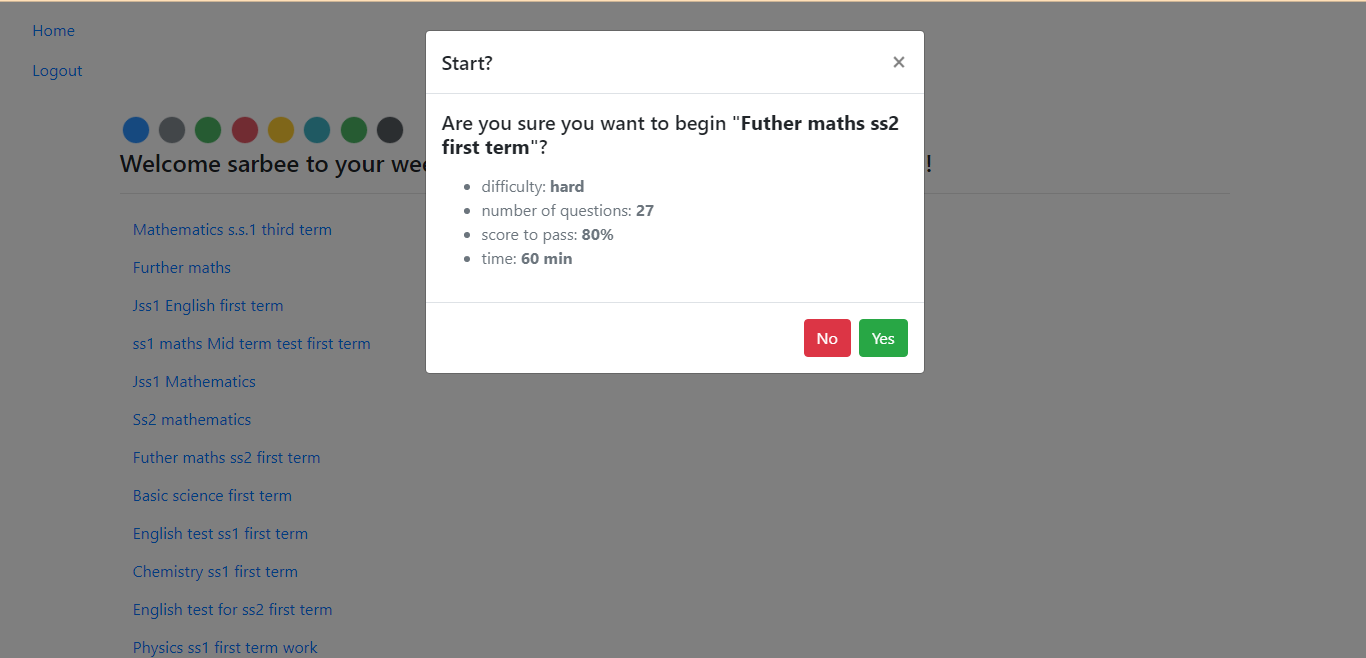 Home
Logout
Start?
×
Are you sure you want to begin "Futher maths ss2
first term"?
difficulty: hard
number of questions: 27
score to pass: 80%
time: 60 min
No Yes
Welcome sarbee to your !
Mathematics s.s.1 third term
Further maths
Jss1 English first term
ss1 maths Mid term test first term
Jss1 Mathematics
Ss2 mathematics
Futher maths ss2 first term
Basic science first term
English test ss1 first term
Chemistry ss1 first term
English test for ss2 first term
Physics ss1 first term work